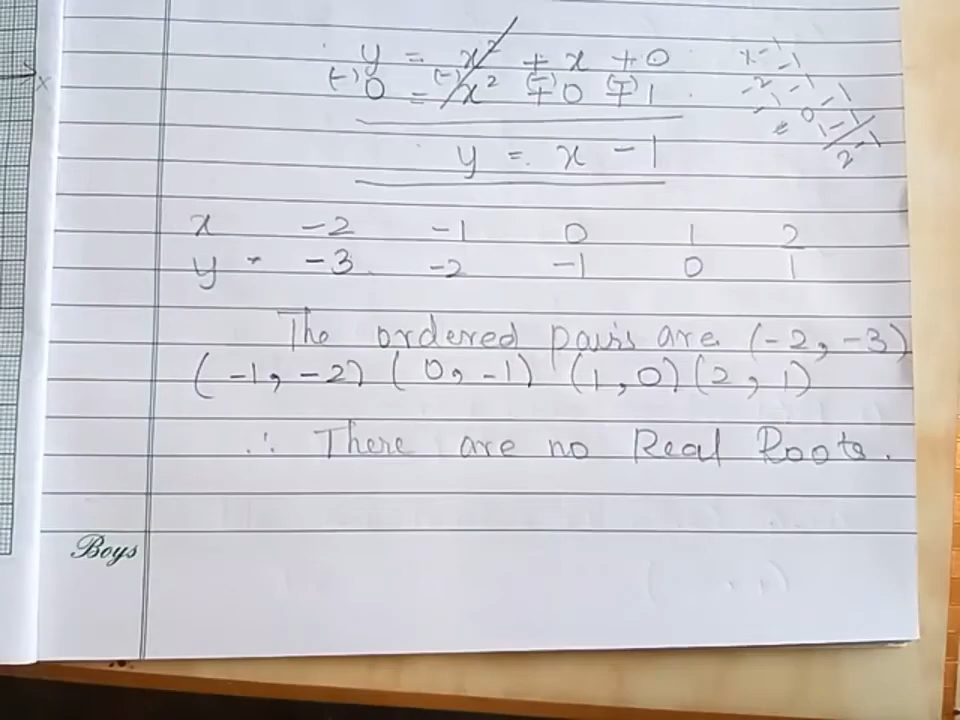 y = x² + x + 0
(-) (-) (-) (-)
0 = x² + 0 + 1
y = x - 1
x -2 -1 0 1 2
y -3 -2 -1 0 1
The ordered pairs are (-2, -3)
(-1, -2) (0, -1) (1, 0) (2, 1)
∴ There are no Real Roots.
Boys